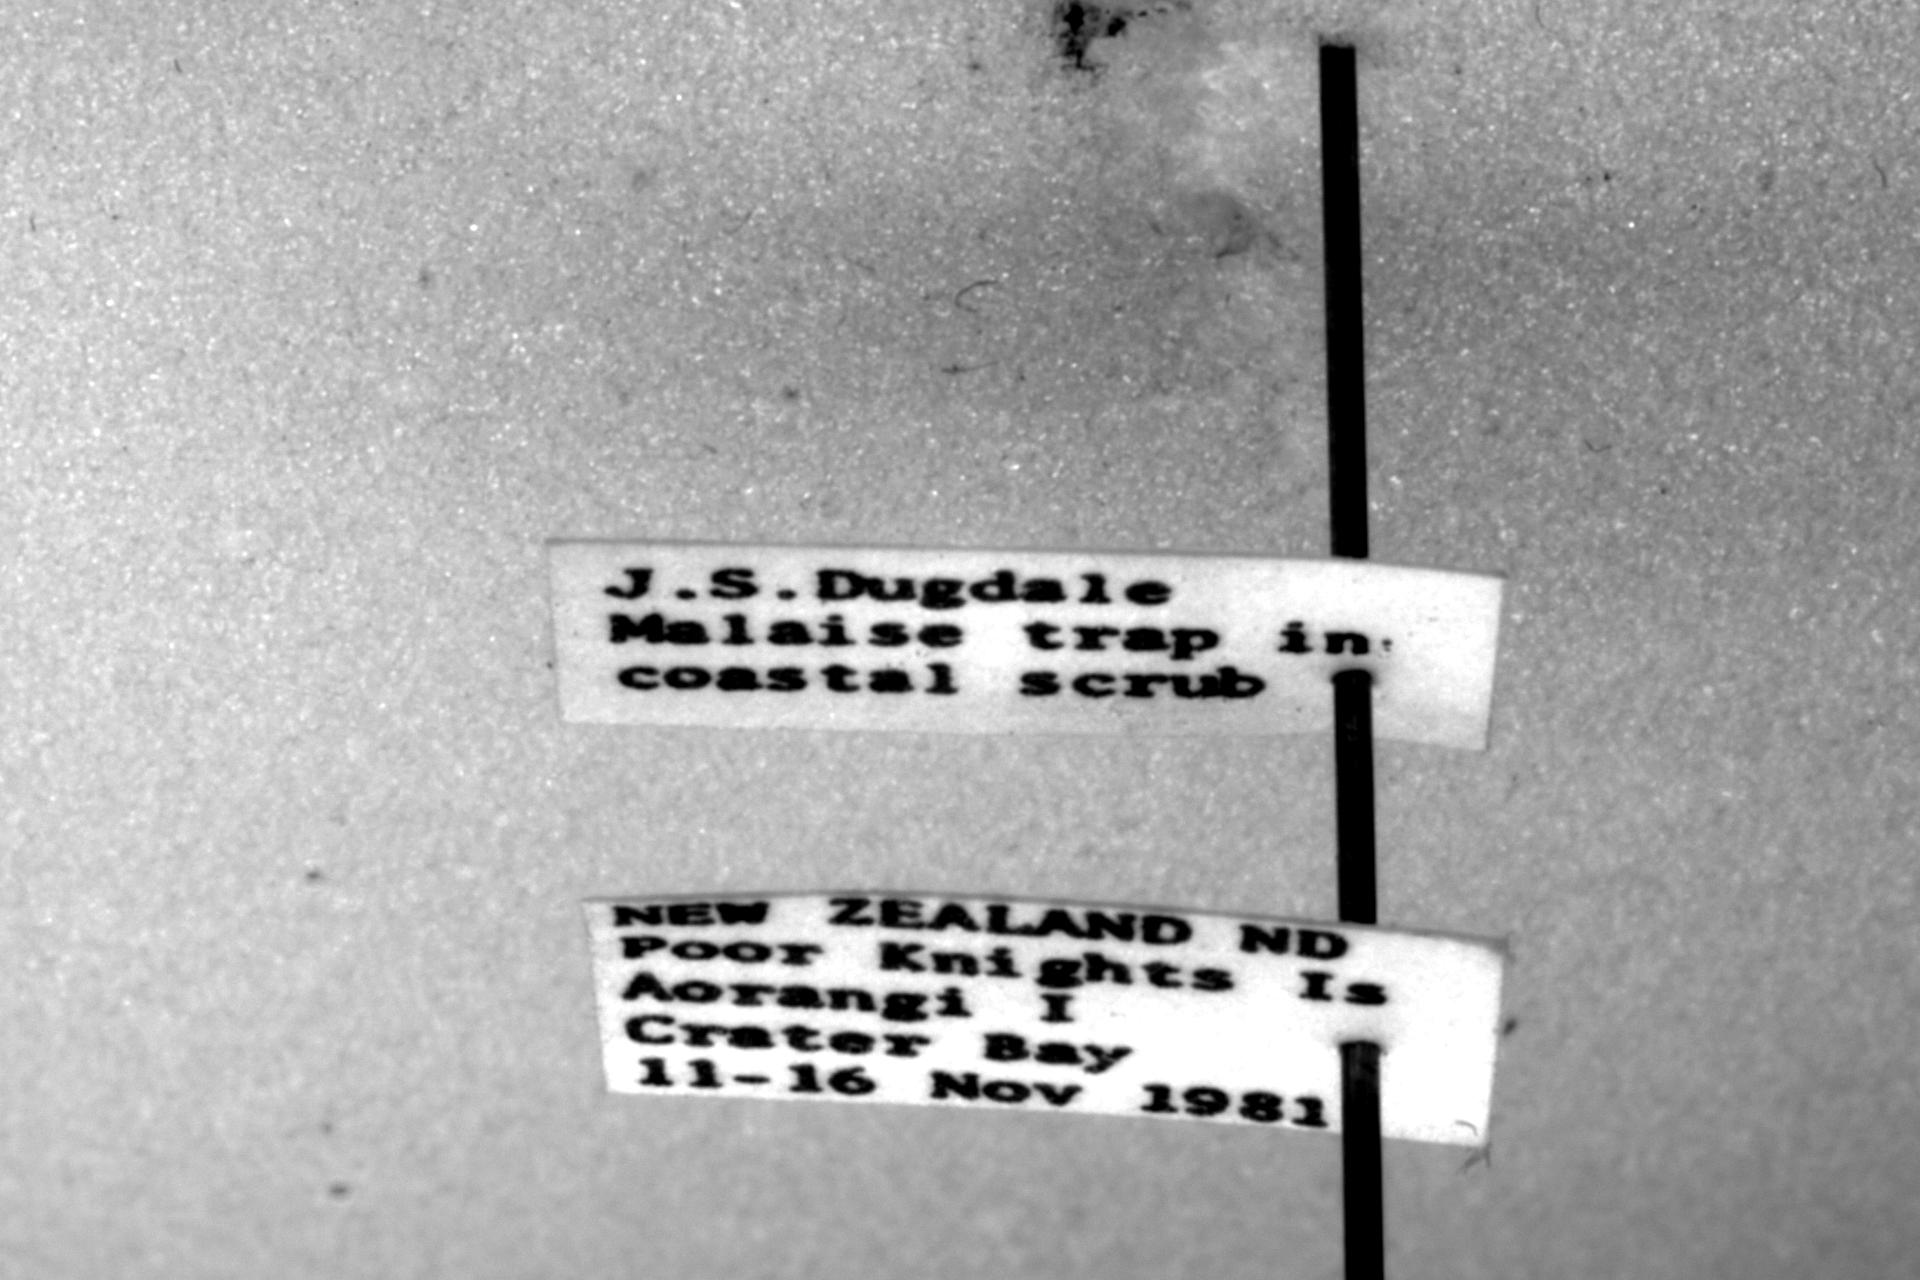 J.S.Dugdale
Malaise trap in
coastal scrub
NEW ZEALAND ND
Poor Knights Is
Aorangi I
Crater Bay
11-16 Nov 1981